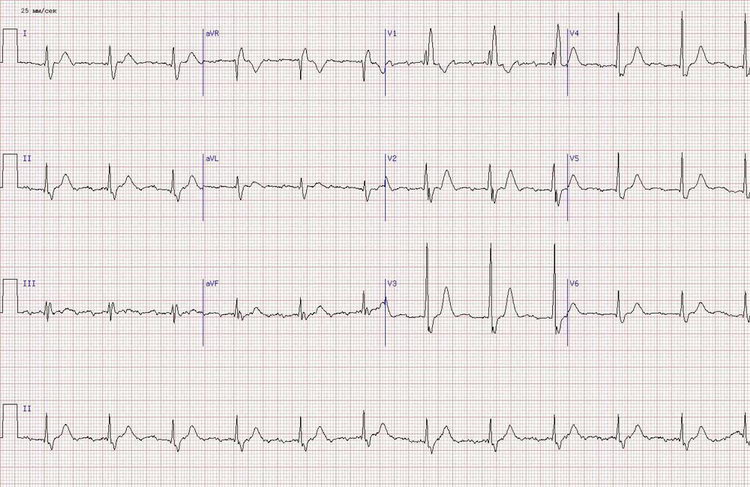 25 мм/сек
I aVR V1 V4
II aVL V2 V5
III aVF V3 V6
II